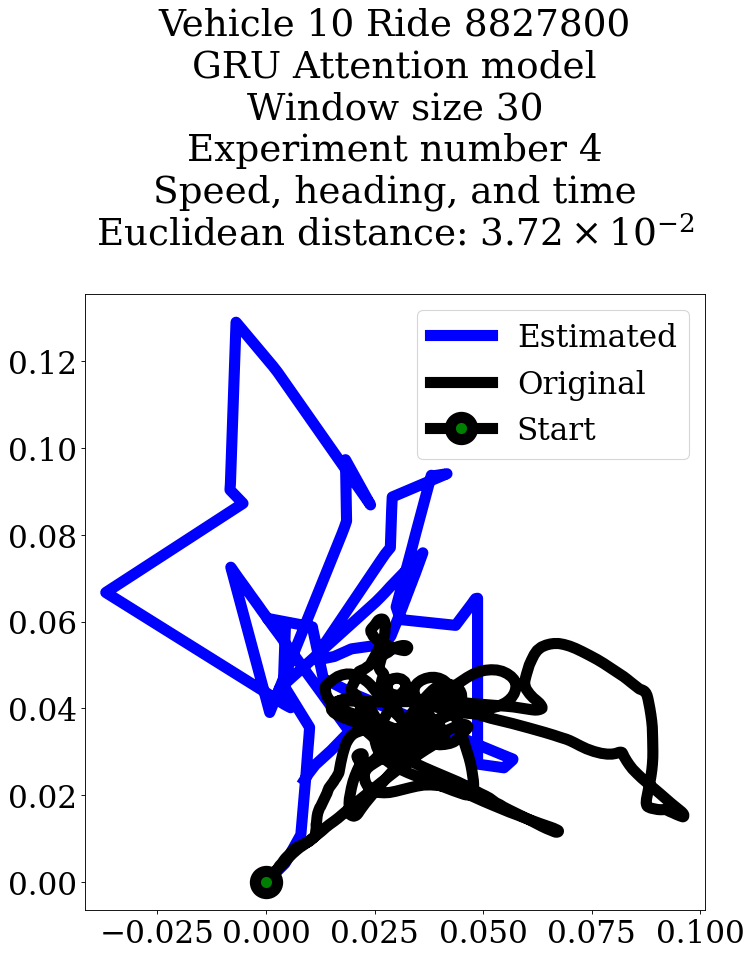 Vehicle 10 Ride 8827800
GRU Attention model
Window size 30
Experiment number 4
Speed, heading, and time
Euclidean distance: 3.72 × 10⁻²
Estimated
Original
Start
0.12
0.10
0.08
0.06
0.04
0.02
0.00
−0.025 0.000 0.025 0.050 0.075 0.100